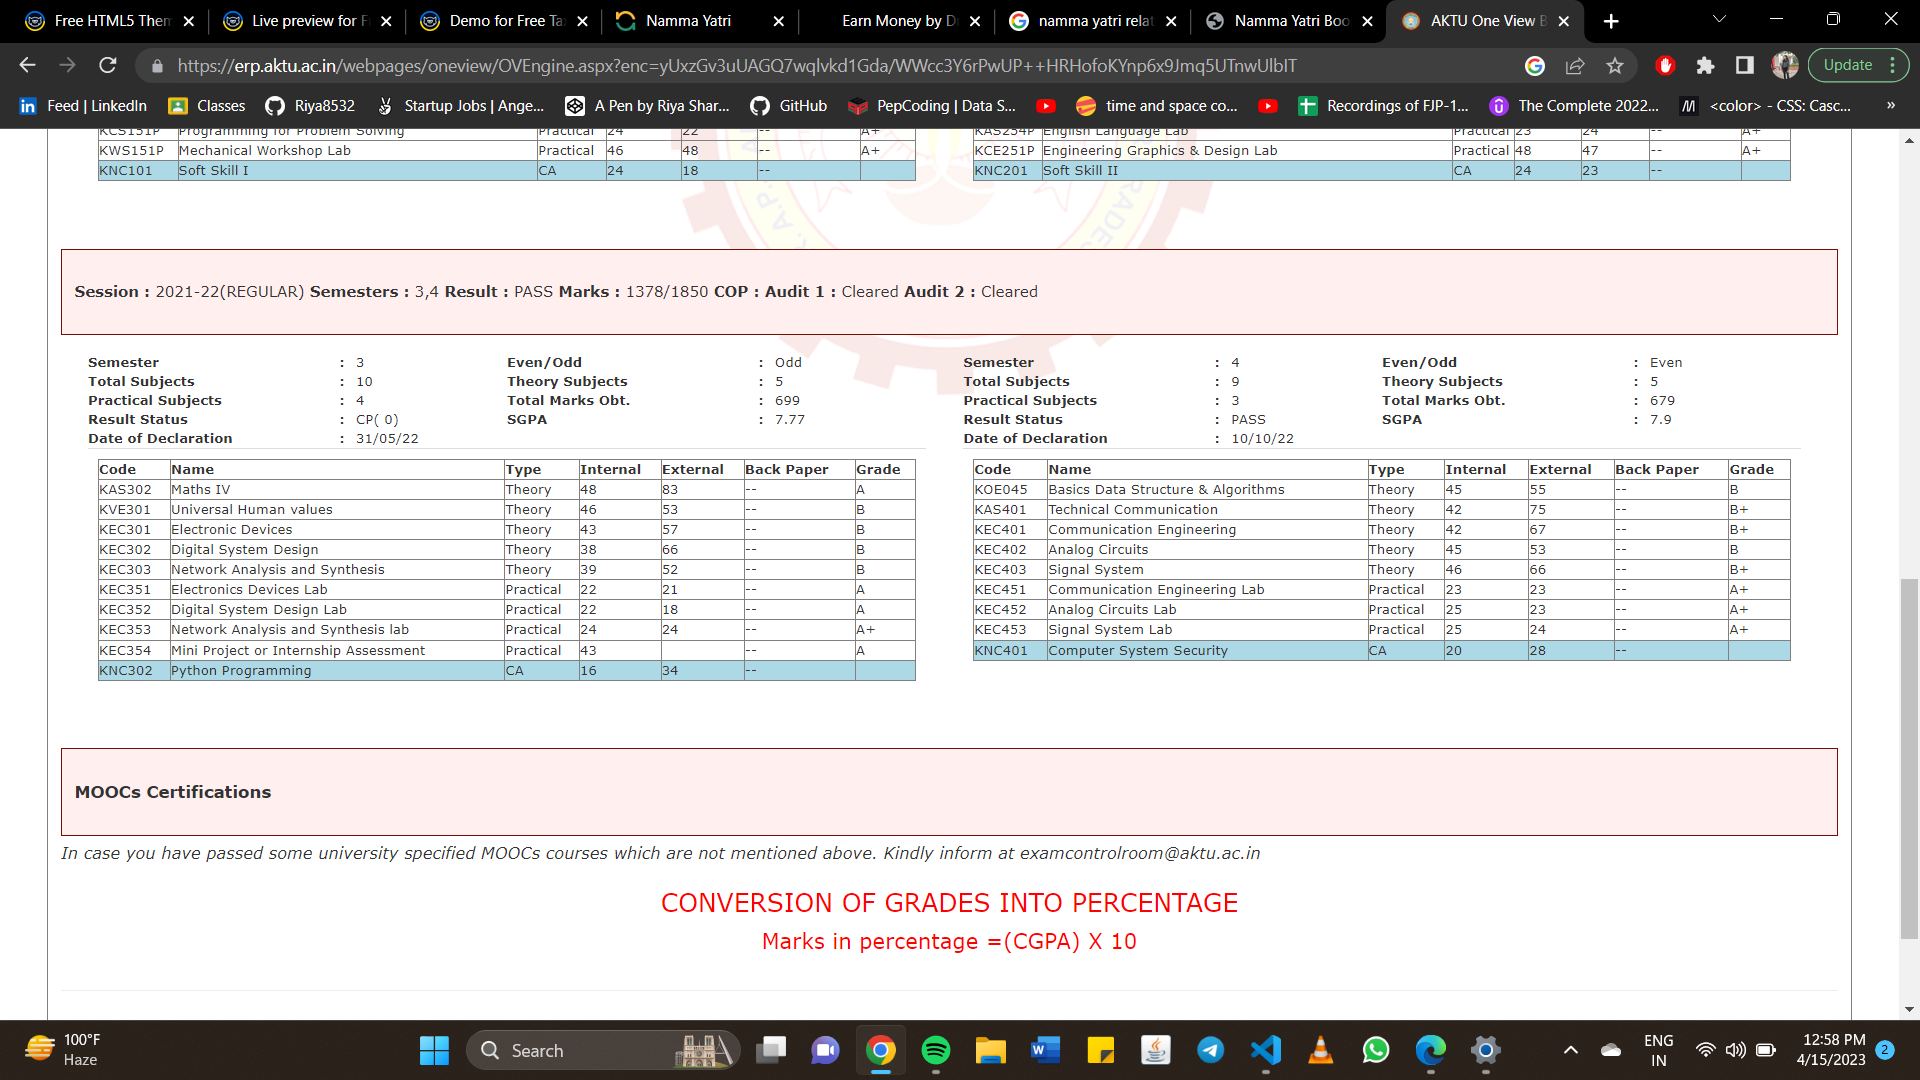 Free HTML5 Them
Live preview for F
Demo for Free Ta
Namma Yatri
Earn Money by D
namma yatri relat
Namma Yatri Boo
AKTU One View B
https://erp.aktu.ac.in/webpages/oneview/OVEngine.aspx?enc=yUxzGv3uUAGQ7wqlvkd1Gda/WWcc3Y6rPwUP++HRHofoKYnp6x9Jmq5UTnwUlbIT
Update
Feed | LinkedIn
Classes
Riya8532
Startup Jobs | Ange...
A Pen by Riya Shar...
GitHub
PepCoding | Data S...
time and space co...
Recordings of FJP-1...
The Complete 2022...
<color> - CSS: Casc...
»
KCS151P Programming for Problem Solving Practical 24 22 -- A+
KWS151P Mechanical Workshop Lab Practical 46 48 -- A+
KNC101 Soft Skill I CA 24 18 --
KAS254P English Language Lab Practical 23 24 -- A+
KCE251P Engineering Graphics & Design Lab Practical 48 47 -- A+
KNC201 Soft Skill II CA 24 23 --
Session : 2021-22(REGULAR) Semesters : 3,4 Result : PASS Marks : 1378/1850 COP : Audit 1 : Cleared Audit 2 : Cleared
Semester : 3 Even/Odd : Odd
Total Subjects : 10 Theory Subjects : 5
Practical Subjects : 4 Total Marks Obt. : 699
Result Status : CP( 0) SGPA : 7.77
Date of Declaration : 31/05/22
Code Name Type Internal External Back Paper Grade
KAS302 Maths IV Theory 48 83 -- A
KVE301 Universal Human values Theory 46 53 -- B
KEC301 Electronic Devices Theory 43 57 -- B
KEC302 Digital System Design Theory 38 66 -- B
KEC303 Network Analysis and Synthesis Theory 39 52 -- B
KEC351 Electronics Devices Lab Practical 22 21 -- A
KEC352 Digital System Design Lab Practical 22 18 -- A
KEC353 Network Analysis and Synthesis lab Practical 24 24 -- A+
KEC354 Mini Project or Internship Assessment Practical 43 -- A
KNC302 Python Programming CA 16 34 --
Semester : 4 Even/Odd : Even
Total Subjects : 9 Theory Subjects : 5
Practical Subjects : 3 Total Marks Obt. : 679
Result Status : PASS SGPA : 7.9
Date of Declaration : 10/10/22
Code Name Type Internal External Back Paper Grade
KOE045 Basics Data Structure & Algorithms Theory 45 55 -- B
KAS401 Technical Communication Theory 42 75 -- B+
KEC401 Communication Engineering Theory 42 67 -- B+
KEC402 Analog Circuits Theory 45 53 -- B
KEC403 Signal System Theory 46 66 -- B+
KEC451 Communication Engineering Lab Practical 23 23 -- A+
KEC452 Analog Circuits Lab Practical 25 23 -- A+
KEC453 Signal System Lab Practical 25 24 -- A+
KNC401 Computer System Security CA 20 28 --
MOOCs Certifications
In case you have passed some university specified MOOCs courses which are not mentioned above. Kindly inform at examcontrolroom@aktu.ac.in
CONVERSION OF GRADES INTO PERCENTAGE
Marks in percentage =(CGPA) X 10
100°F
Haze
Search
ENG
IN
12:58 PM
4/15/2023
2